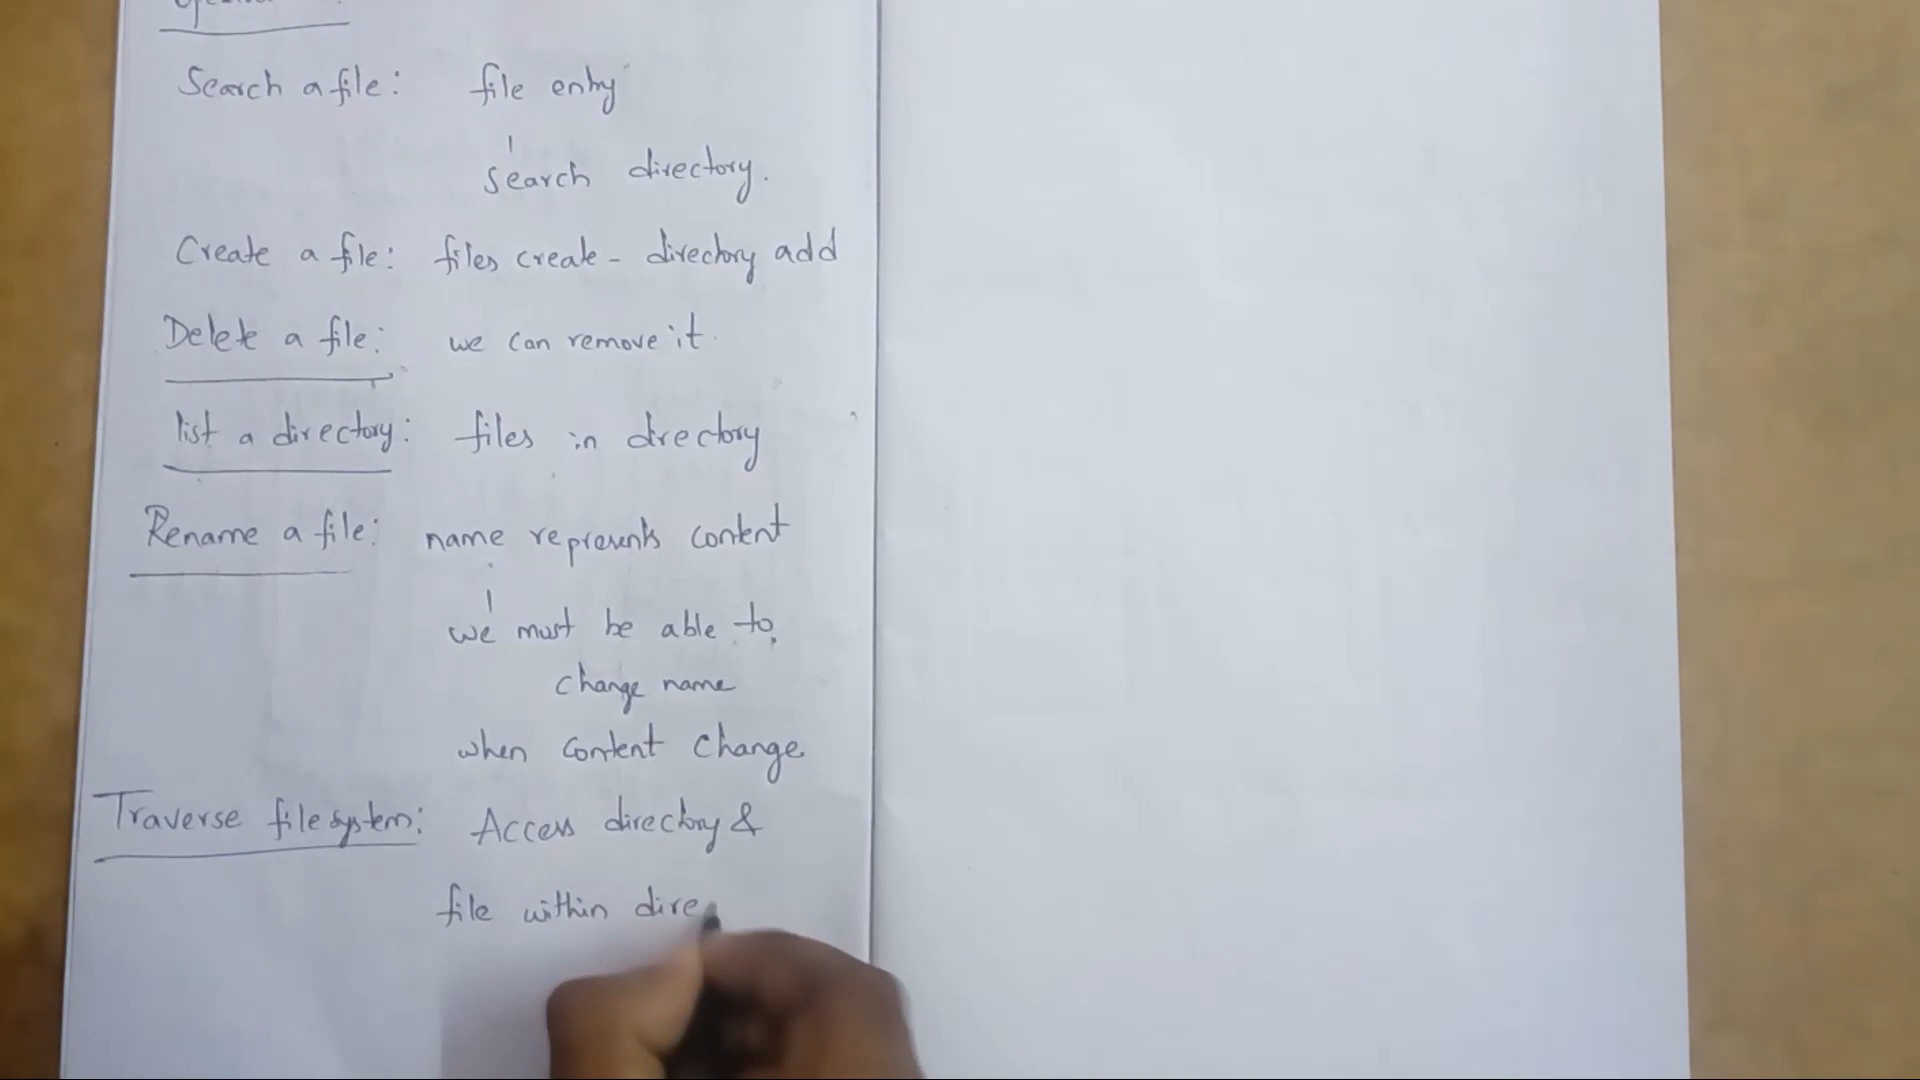 Search a file: file entry
search directory.
Create a file: files create - directory add
Delete a file: we can remove it.
list a directory: files in directory
Rename a file: name represents content
we must be able to
change name
when content change
Traverse file system: Access directory &
file within dire